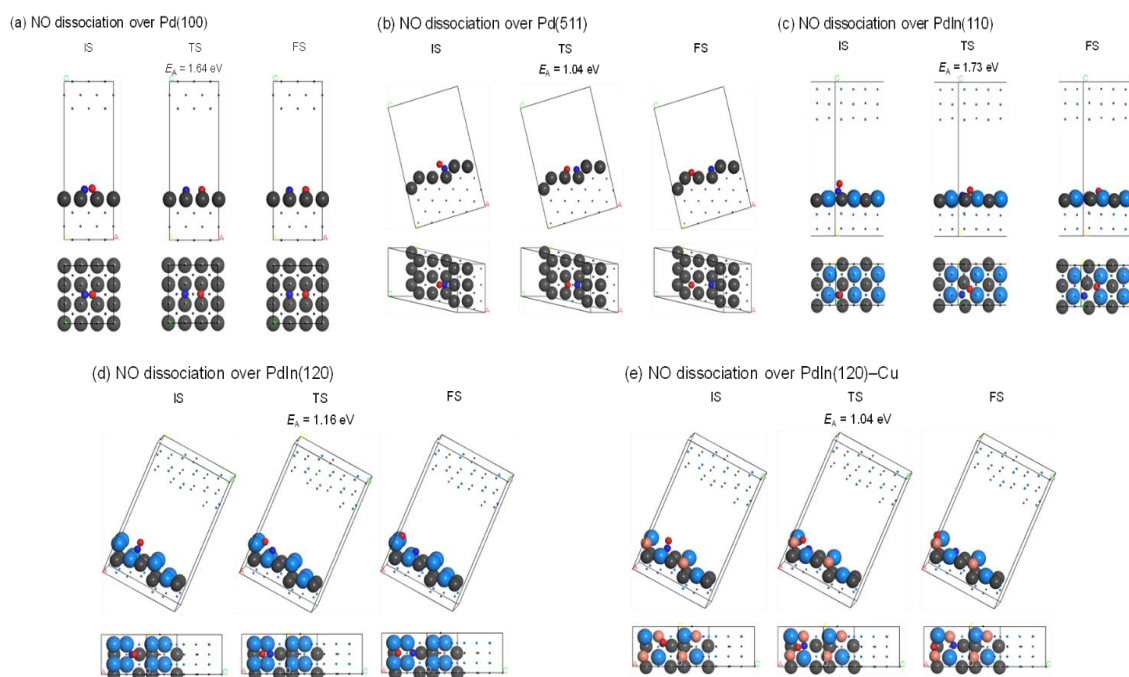 (a) NO dissociation over Pd(100)
IS TS FS
E_A = 1.64 eV
(b) NO dissociation over Pd(511)
IS TS FS
E_A = 1.04 eV
(c) NO dissociation over PdIn(110)
IS TS FS
E_A = 1.73 eV
(d) NO dissociation over PdIn(120)
IS TS FS
E_A = 1.16 eV
(e) NO dissociation over PdIn(120)–Cu
IS TS FS
E_A = 1.04 eV